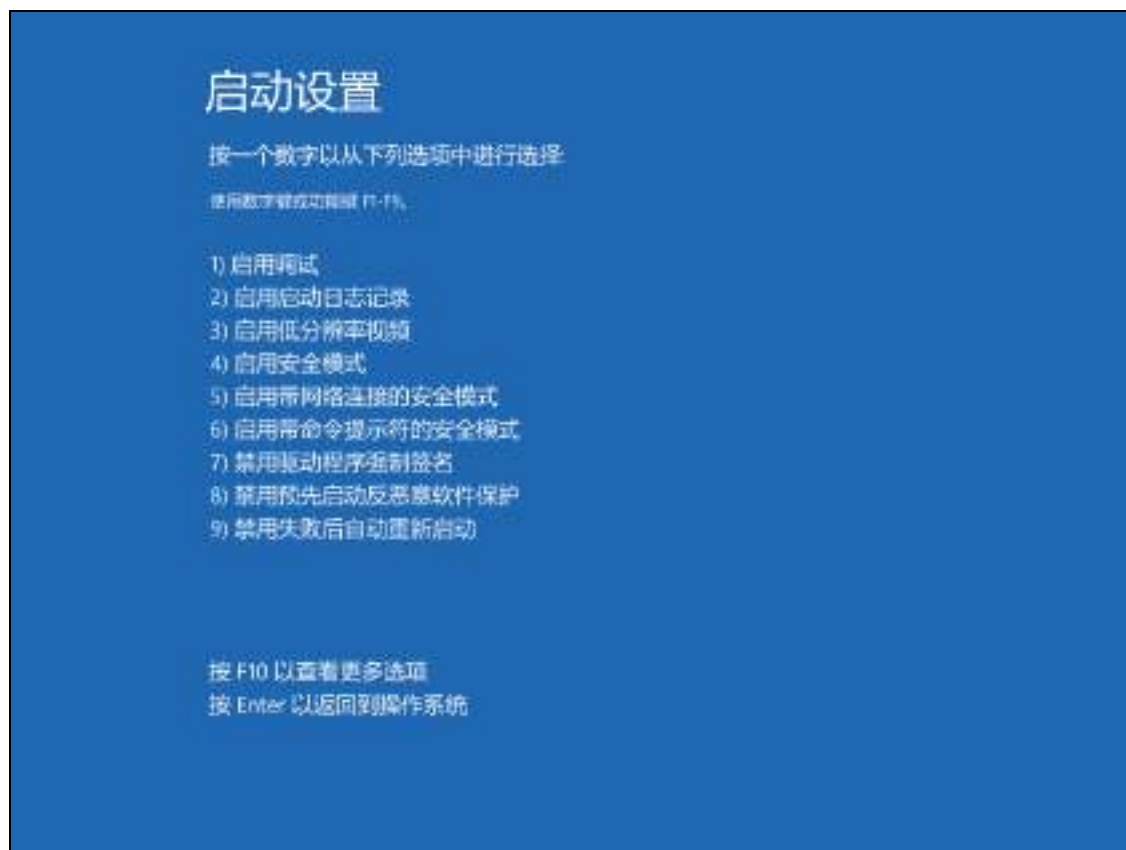 启动设置
按一个数字以从下列选项中进行选择:
使用数字键或功能键 F1-F9。
1) 启用调试
2) 启用启动日志记录
3) 启用低分辨率视频
4) 启用安全模式
5) 启用带网络连接的安全模式
6) 启用带命令提示符的安全模式
7) 禁用驱动程序强制签名
8) 禁用预先启动反恶意软件保护
9) 禁用失败后自动重新启动
按 F10 以查看更多选项
按 Enter 以返回到操作系统